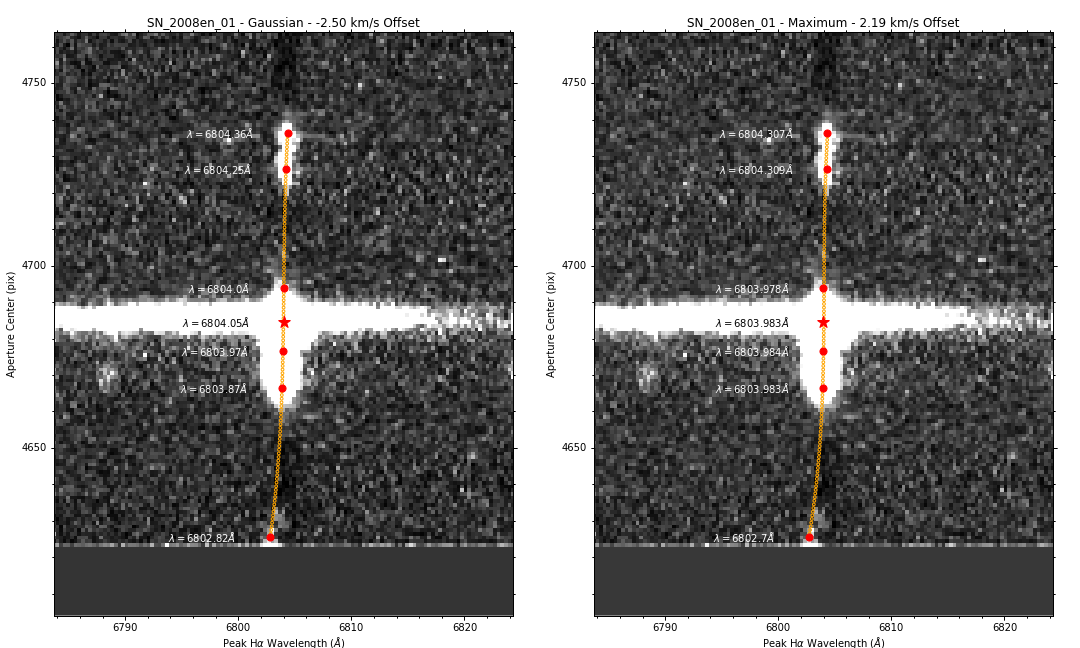 SN_2008en_01 - Gaussian - -2.50 km/s Offset
4750
4700
4650
Aperture Center (pix)
λ = 6804.36Å
λ = 6804.25Å
λ = 6804.0Å
λ = 6804.05Å
λ = 6803.97Å
λ = 6803.87Å
λ = 6802.82Å
6790
6800
6810
6820
Peak Hα Wavelength (Å)
SN_2008en_01 - Maximum - 2.19 km/s Offset
4750
4700
4650
Aperture Center (pix)
λ = 6804.307Å
λ = 6804.309Å
λ = 6803.978Å
λ = 6803.983Å
λ = 6803.984Å
λ = 6803.983Å
λ = 6802.7Å
6790
6800
6810
6820
Peak Hα Wavelength (Å)